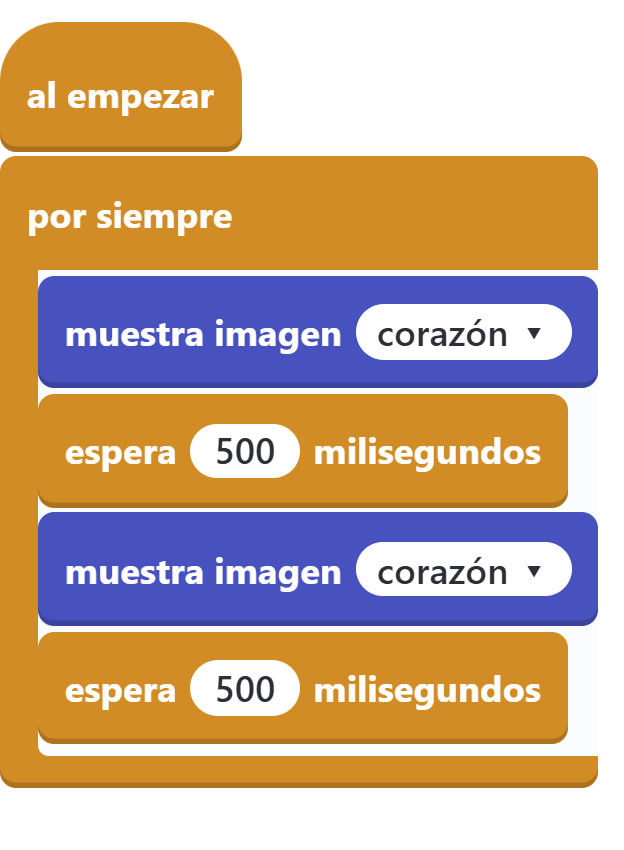 al empezar
por siempre
muestra imagen corazón
espera 500 milisegundos
muestra imagen corazón
espera 500 milisegundos